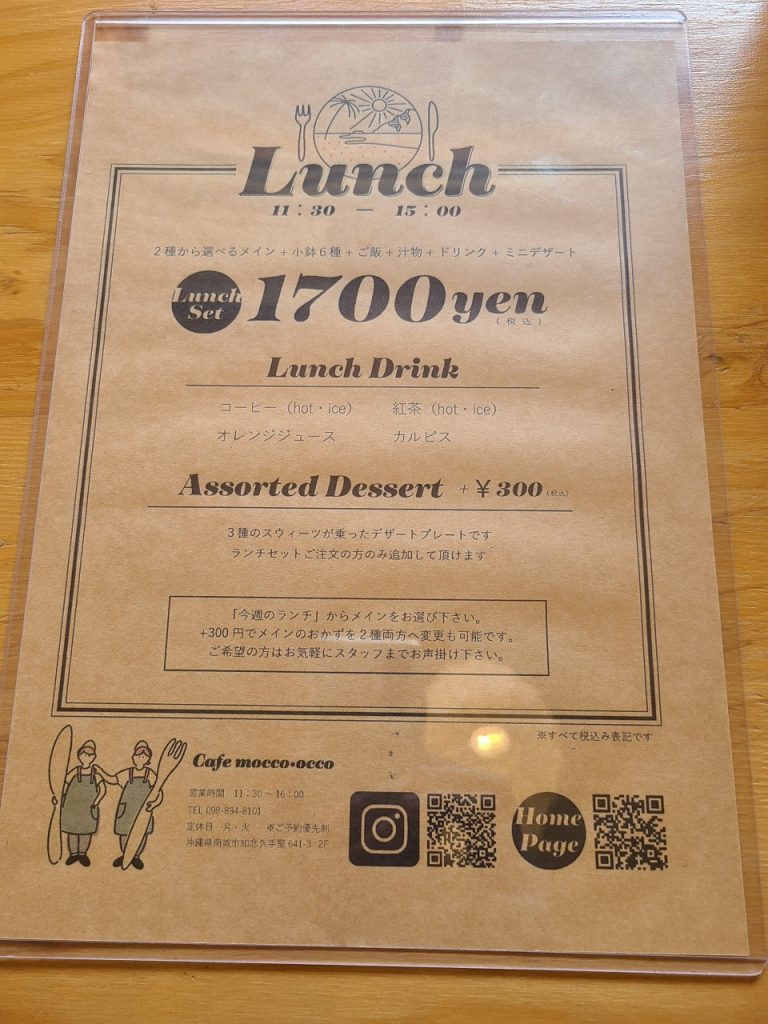 Lunch
11：30 ― 15：00
２種から選べるメイン＋小鉢６種＋ご飯＋汁物＋ドリンク＋ミニデザート
Lunch
Set
1700yen
（税込）
Lunch Drink
コーヒー（hot・ice）　紅茶（hot・ice）
オレンジジュース　カルピス
Assorted Dessert ＋￥300（税込）
３種のスウィーツが乗ったデザートプレートです
ランチセットご注文の方のみ追加して頂けます
「今週のランチ」からメインをお選び下さい。
+300円でメインのおかずを２種両方へ変更も可能です。
ご希望の方はお気軽にスタッフまでお声掛け下さい。
※すべて税込み表記です
Cafe mocco・occo
営業時間　11：30～16：00
TEL 098-894-8101
定休日　月・火　※ご予約優先制
沖縄県南城市知念久手堅641-3 2F
Home
Page